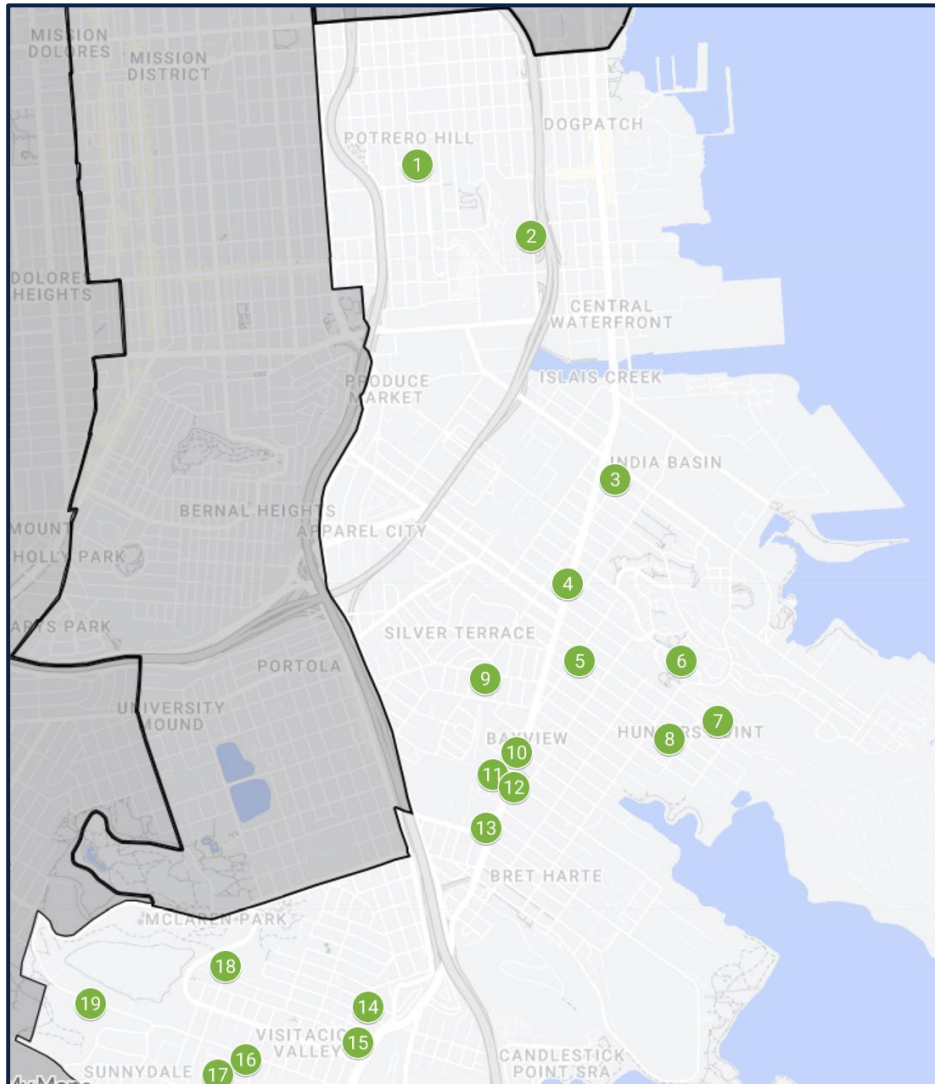 MISSION
DOLORES
MISSION
DISTRICT
DOGPATCH
POTRERO HILL
1
2
DOLORES
HEIGHTS
CENTRAL
WATERFRONT
ISLAIS CREEK
PRODUCE
MARKET
INDIA BASIN
3
BERNAL HEIGHTS
APPAREL CITY
MOUNT
HOLLY PARK
4
SILVER TERRACE
PORTOLA
5
6
9
UNIVERSITY
MOUND
7
HUNTERS POINT
8
BAYVIEW
10
11
12
13
BRET HARTE
MCLAREN PARK
18
19
14
VISITACIO
VALLEY
15
16
CANDLESTICK
POINT SRA
SUNNYDALE
17